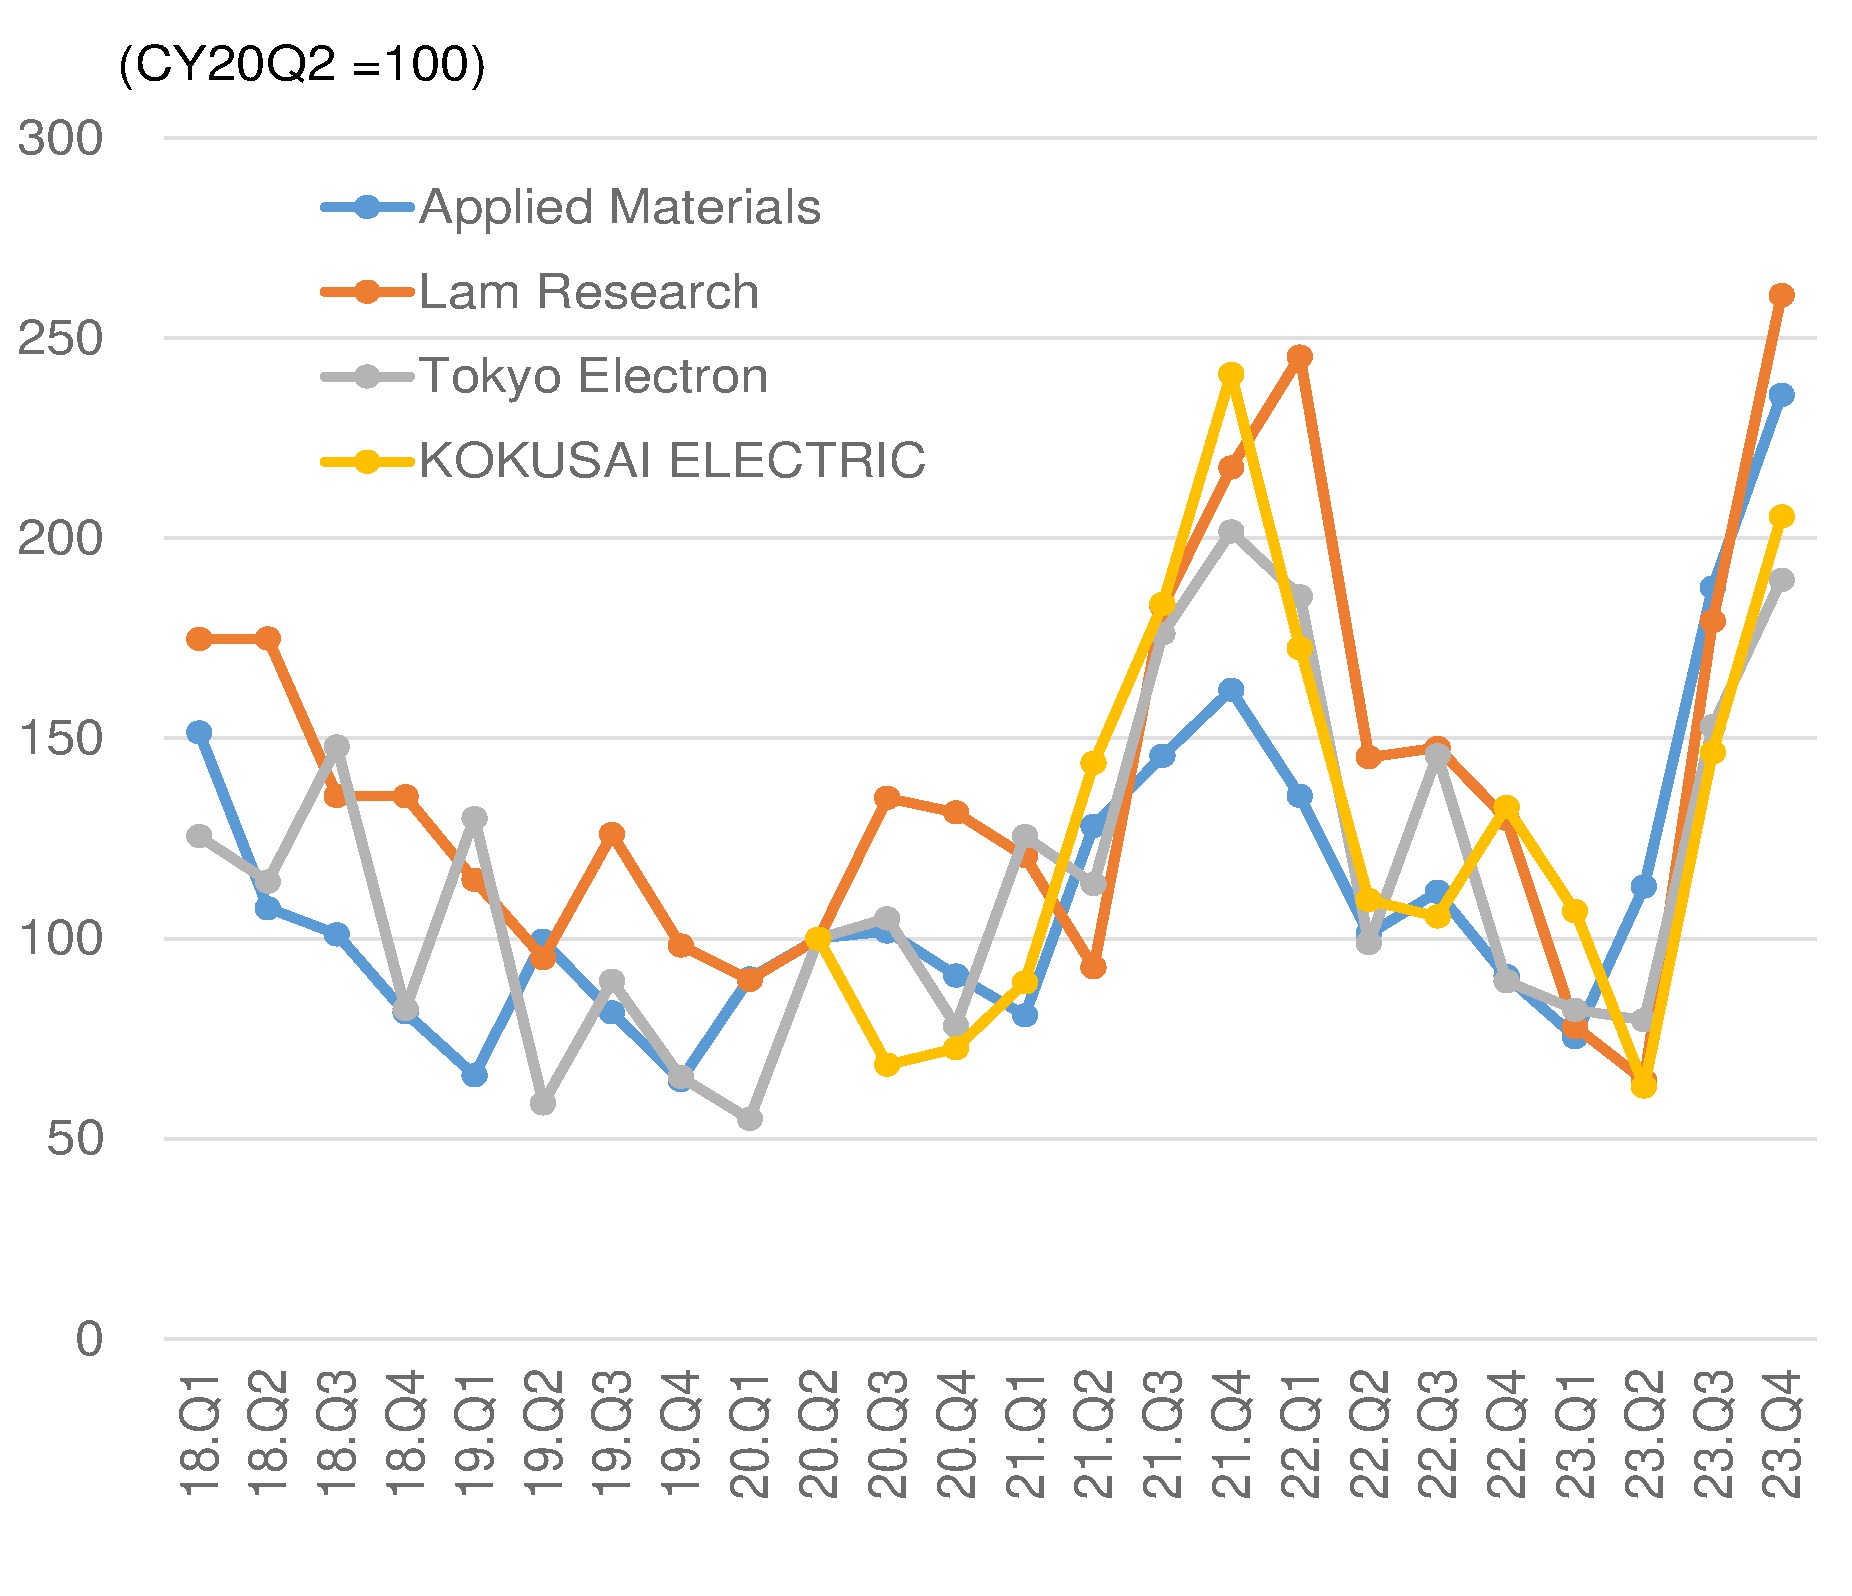 (CY20Q2 =100)
300
Applied Materials
Lam Research
250
Tokyo Electron
KOKUSAI ELECTRIC
200
150
100
50
0
18.Q1
18.Q2
18.Q3
18.Q4
19.Q1
19.Q2
19.Q3
19.Q4
20.Q1
20.Q2
20.Q3
20.Q4
21.Q1
21.Q2
21.Q3
21.Q4
22.Q1
22.Q2
22.Q3
22.Q4
23.Q1
23.Q2
23.Q3
23.Q4